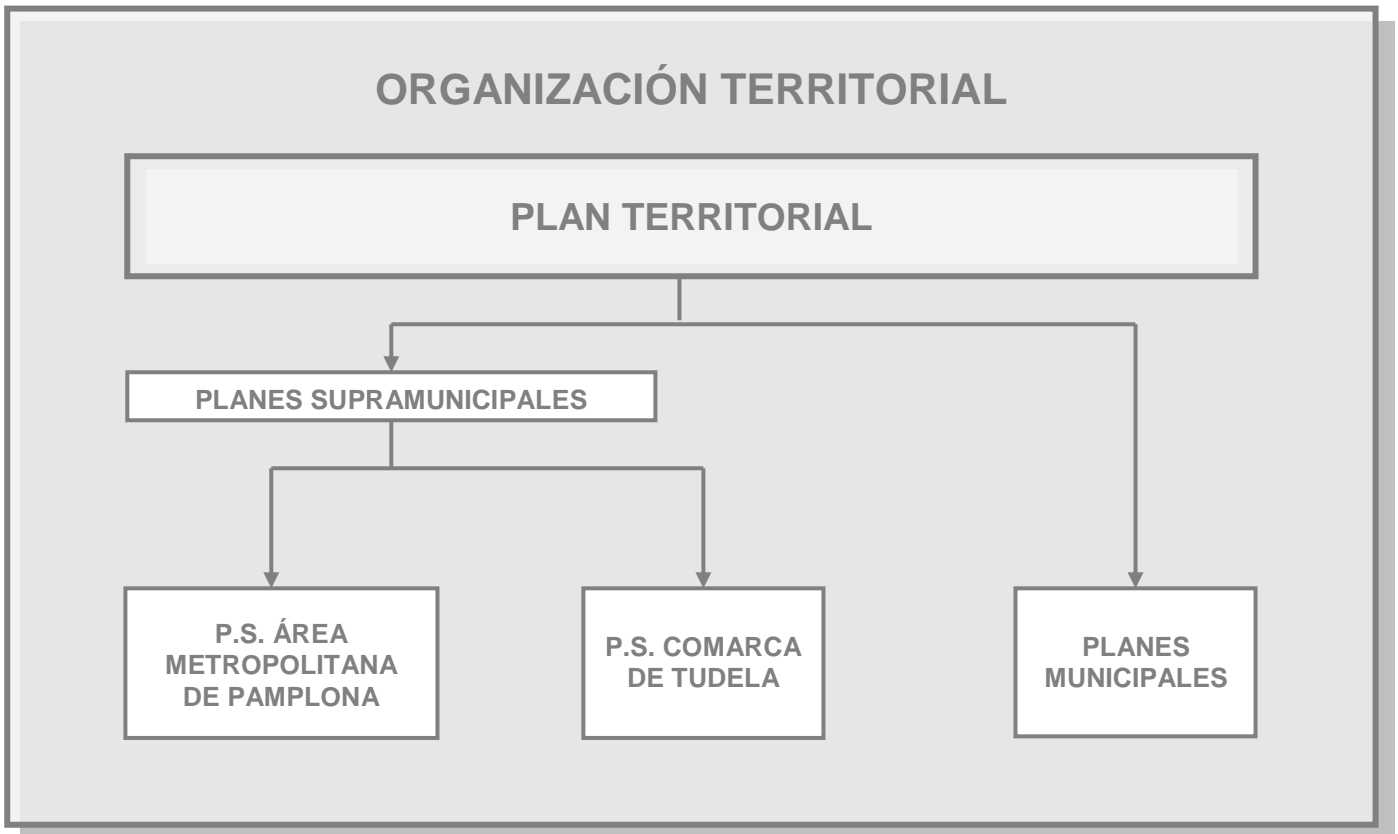 ORGANIZACIÓN TERRITORIAL
PLAN TERRITORIAL
PLANES SUPRAMUNICIPALES
P.S. ÁREA
METROPOLITANA
DE PAMPLONA
P.S. COMARCA
DE TUDELA
PLANES
MUNICIPALES